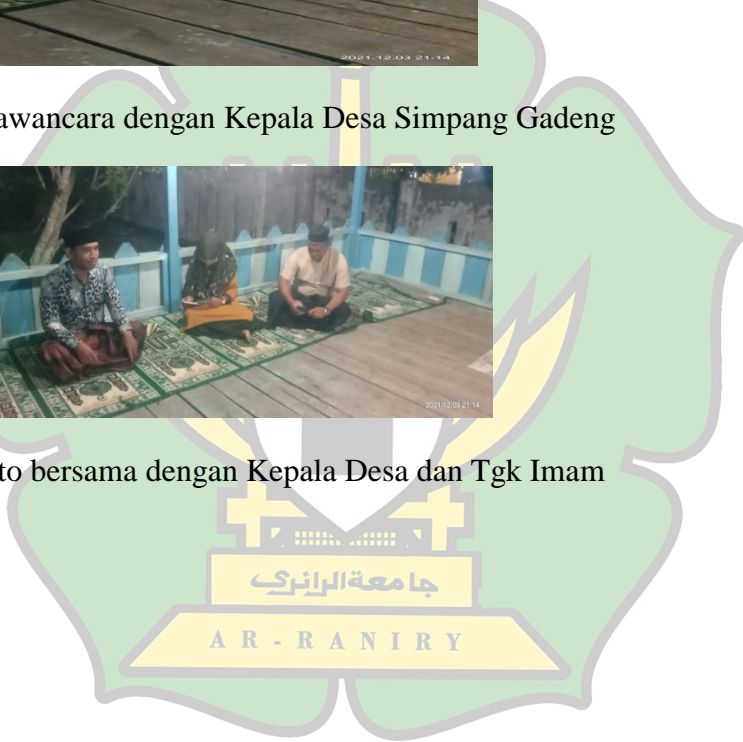 2021.12.03 21:14
awancara dengan Kepala Desa Simpang Gadeng
2021.12.03 21:14
to bersama dengan Kepala Desa dan Tgk Imam
جامعةالرانري
AR-RANIRY